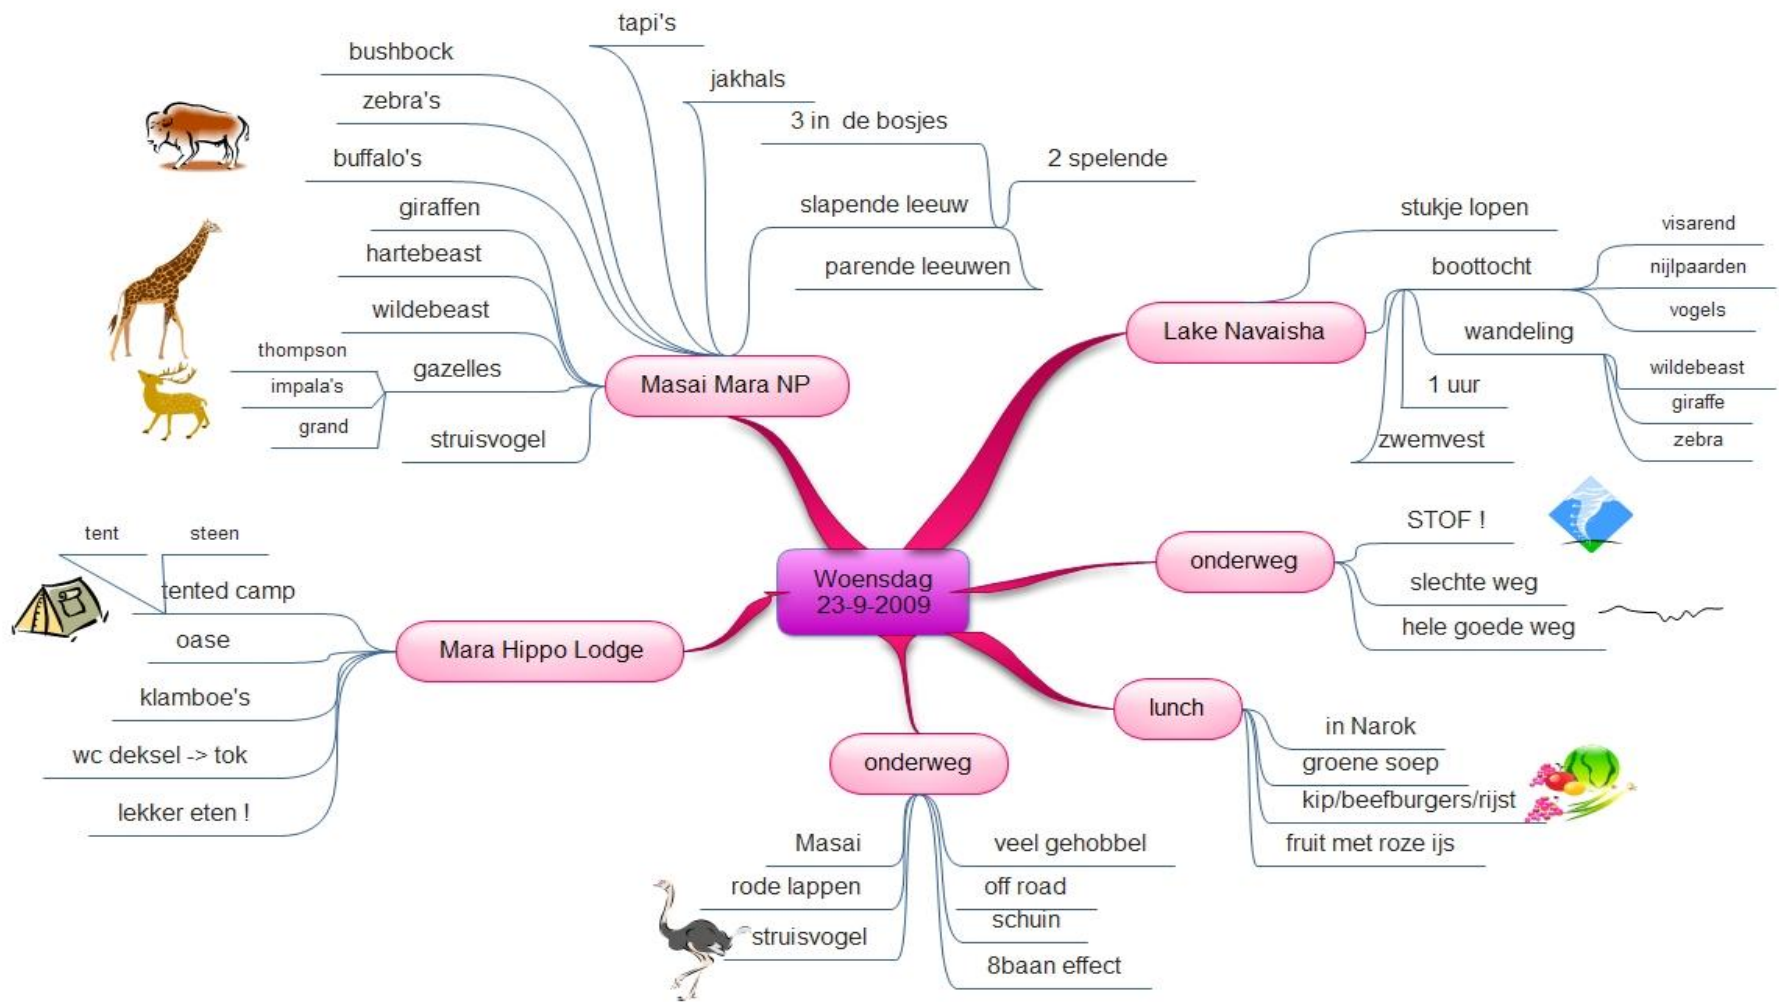 Woensdag
23-9-2009
Lake Navaisha
stukje lopen
boottocht
visarend
nijlpaarden
vogels
wandeling
wildebeast
giraffe
zebra
1 uur
zwemvest
onderweg
STOF !
slechte weg
hele goede weg
lunch
in Narok
groene soep
kip/beefburgers/rijst
fruit met roze ijs
onderweg
veel gehobbel
off road
schuin
8baan effect
Masai
rode lappen
struisvogel
Mara Hippo Lodge
tented camp
tent
steen
oase
klamboe's
wc deksel -> tok
lekker eten !
Masai Mara NP
tapi's
bushbock
jakhals
zebra's
3 in de bosjes
buffalo's
2 spelende
slapende leeuw
giraffen
parende leeuwen
hartebeast
wildebeast
gazelles
thompson
impala's
grand
struisvogel